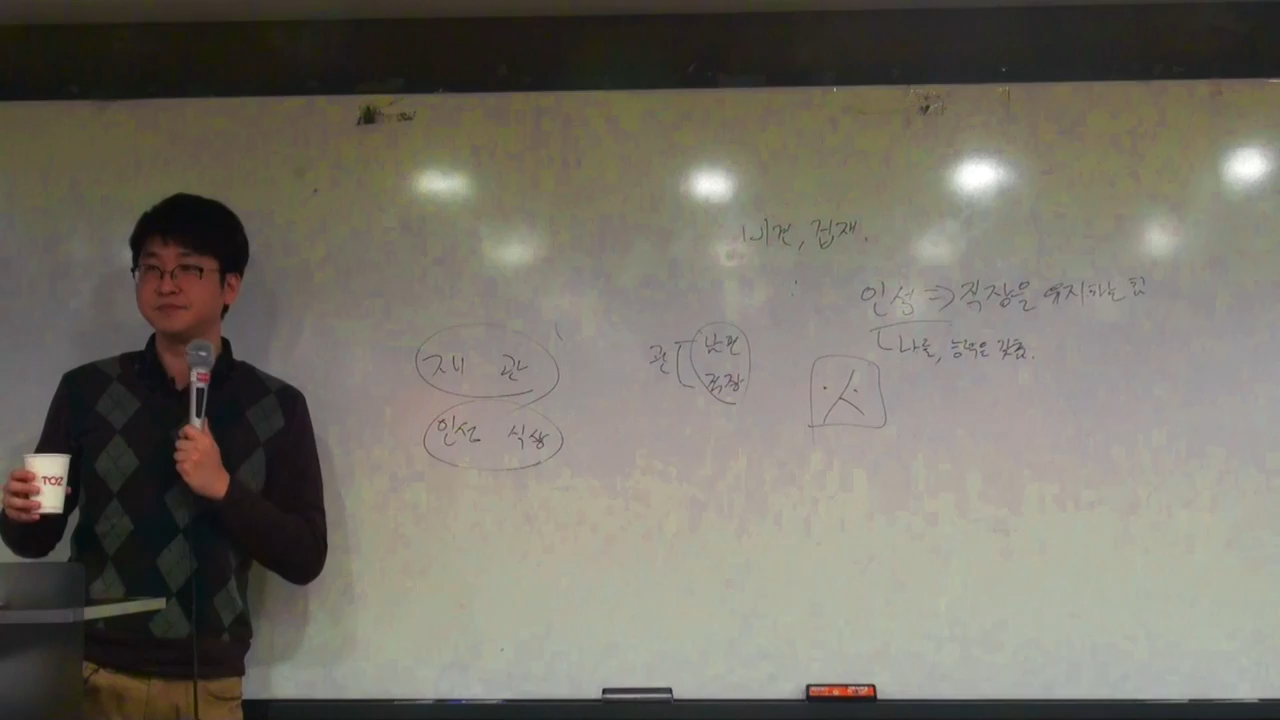 비견, 겁재.
인성 => 직장을 유지하는 힘
나를, 능력을 갖춤.
재 관
인성 식상
관
남편
직장
TOZ